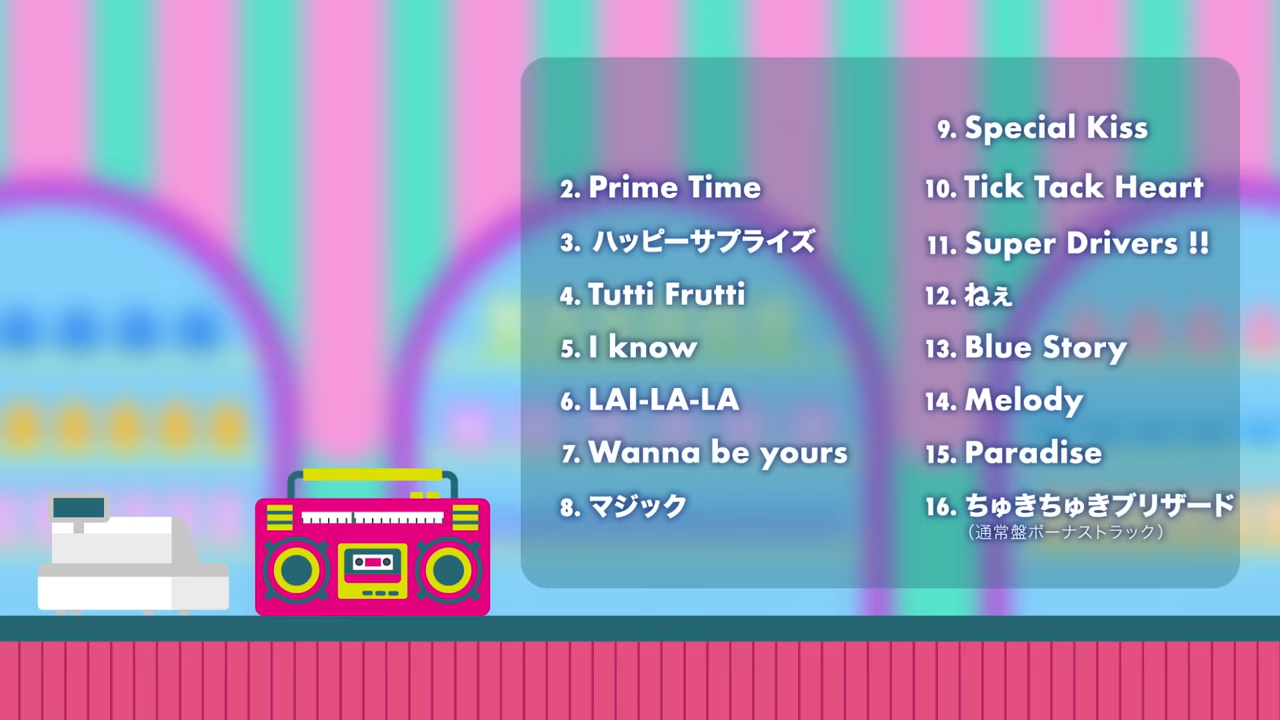 2. Prime Time
3. ハッピーサプライズ
4. Tutti Frutti
5. I know
6. LAI-LA-LA
7. Wanna be yours
8. マジック
9. Special Kiss
10. Tick Tack Heart
11. Super Drivers !!
12. ねぇ
13. Blue Story
14. Melody
15. Paradise
16. ちゅきちゅきブリザード
（通常盤ボーナストラック）